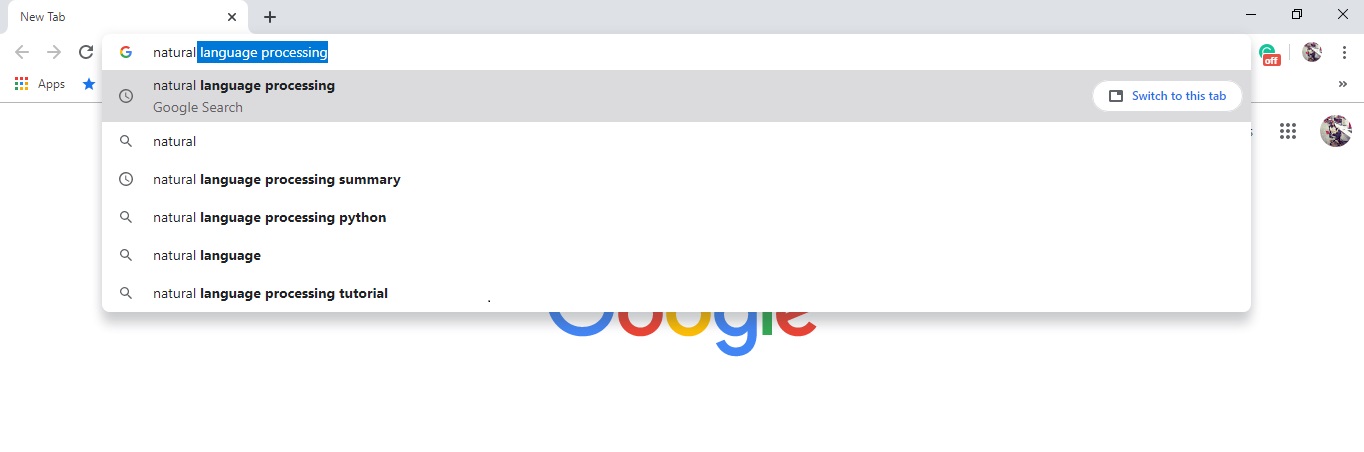 New Tab
natural language processing
Apps
natural language processing
Google Search
Switch to this tab
natural
natural language processing summary
natural language processing python
natural language
natural language processing tutorial
Google
off